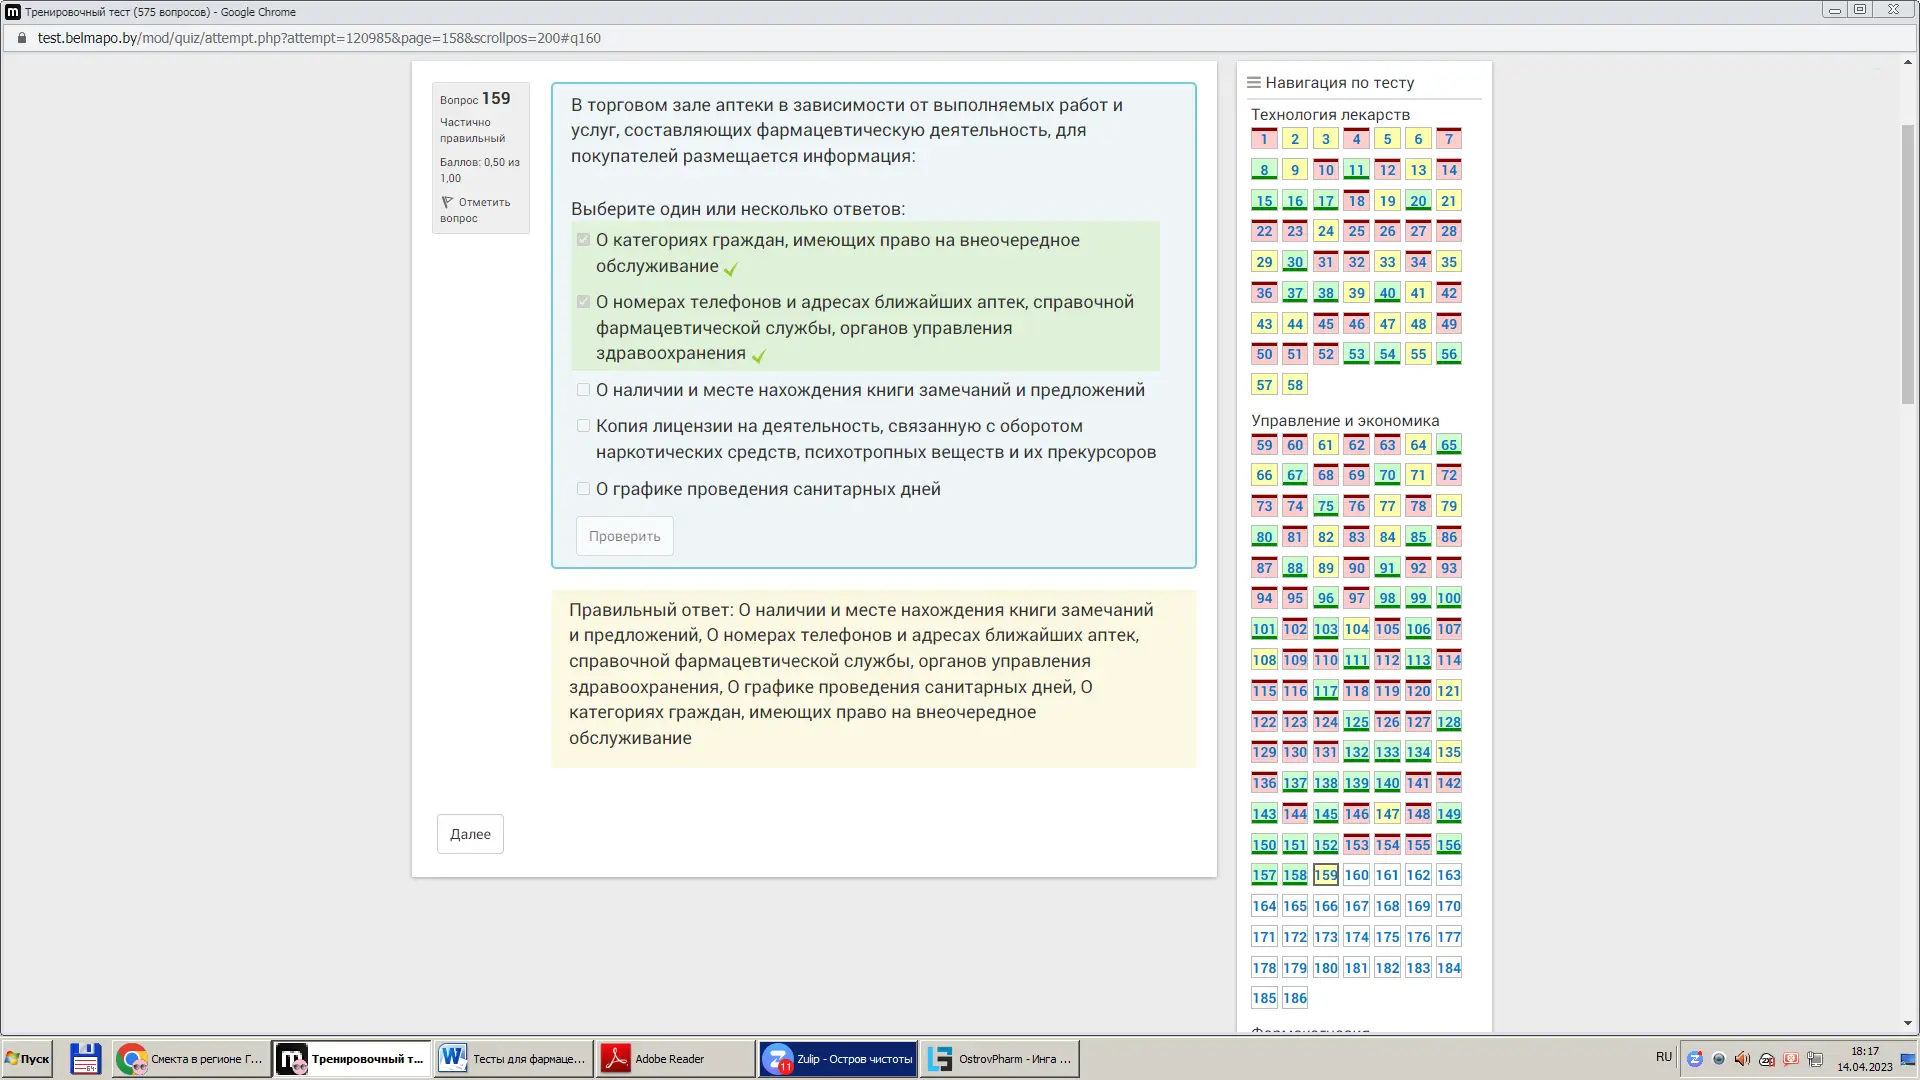 Тренировочный тест (575 вопросов) - Google Chrome
test.belmapo.by/mod/quiz/attempt.php?attempt=120985&page=158&scrollpos=200#q160
Вопрос 159
Частично
правильный
Баллов: 0,50 из
1,00
Отметить
вопрос
В торговом зале аптеки в зависимости от выполняемых работ и
услуг, составляющих фармацевтическую деятельность, для
покупателей размещается информация:
Выберите один или несколько ответов:
О категориях граждан, имеющих право на внеочередное
обслуживание
О номерах телефонов и адресах ближайших аптек, справочной
фармацевтической службы, органов управления
здравоохранения
О наличии и месте нахождения книги замечаний и предложений
Копия лицензии на деятельность, связанную с оборотом
наркотических средств, психотропных веществ и их прекурсоров
О графике проведения санитарных дней
Проверить
Правильный ответ: О наличии и месте нахождения книги замечаний
и предложений, О номерах телефонов и адресах ближайших аптек,
справочной фармацевтической службы, органов управления
здравоохранения, О графике проведения санитарных дней, О
категориях граждан, имеющих право на внеочередное
обслуживание
Далее
Навигация по тесту
Технология лекарств
1 2 3 4 5 6 7
8 9 10 11 12 13 14
15 16 17 18 19 20 21
22 23 24 25 26 27 28
29 30 31 32 33 34 35
36 37 38 39 40 41 42
43 44 45 46 47 48 49
50 51 52 53 54 55 56
57 58
Управление и экономика
59 60 61 62 63 64 65
66 67 68 69 70 71 72
73 74 75 76 77 78 79
80 81 82 83 84 85 86
87 88 89 90 91 92 93
94 95 96 97 98 99 100
101 102 103 104 105 106 107
108 109 110 111 112 113 114
115 116 117 118 119 120 121
122 123 124 125 126 127 128
129 130 131 132 133 134 135
136 137 138 139 140 141 142
143 144 145 146 147 148 149
150 151 152 153 154 155 156
157 158 159 160 161 162 163
164 165 166 167 168 169 170
171 172 173 174 175 176 177
178 179 180 181 182 183 184
185 186
Пуск
64
Смекта в регионе Г...
Тренировочный т...
Тесты для фармаце...
Adobe Reader
11
Zulip - Остров чистоты
OstrovPharm - Инга ...
RU
18:17
14.04.2023